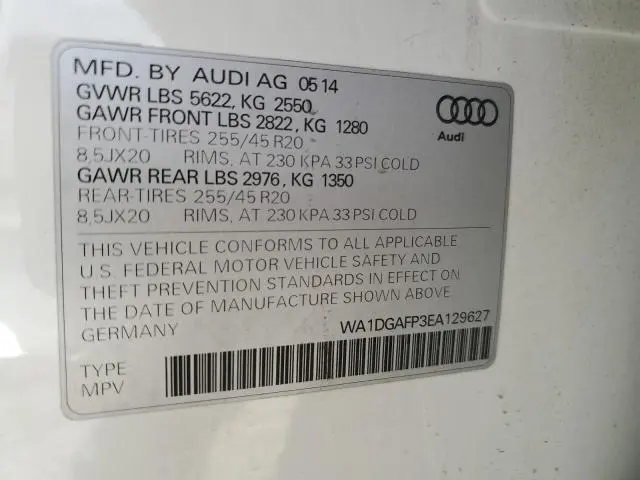 MFD. BY AUDI AG 05 14
GVWR LBS 5622, KG 2550
GAWR FRONT LBS 2822, KG 1280
FRONT-TIRES 255/45 R20
8,5JX20 RIMS, AT 230 KPA 33 PSI COLD
GAWR REAR LBS 2976, KG 1350
REAR-TIRES 255/45 R20
8,5JX20 RIMS, AT 230 KPA 33 PSI COLD
Audi
THIS VEHICLE CONFORMS TO ALL APPLICABLE
U.S. FEDERAL MOTOR VEHICLE SAFETY AND
THEFT PREVENTION STANDARDS IN EFFECT ON
THE DATE OF MANUFACTURE SHOWN ABOVE.
GERMANY
WA1DGAFP3EA129627
TYPE
MPV